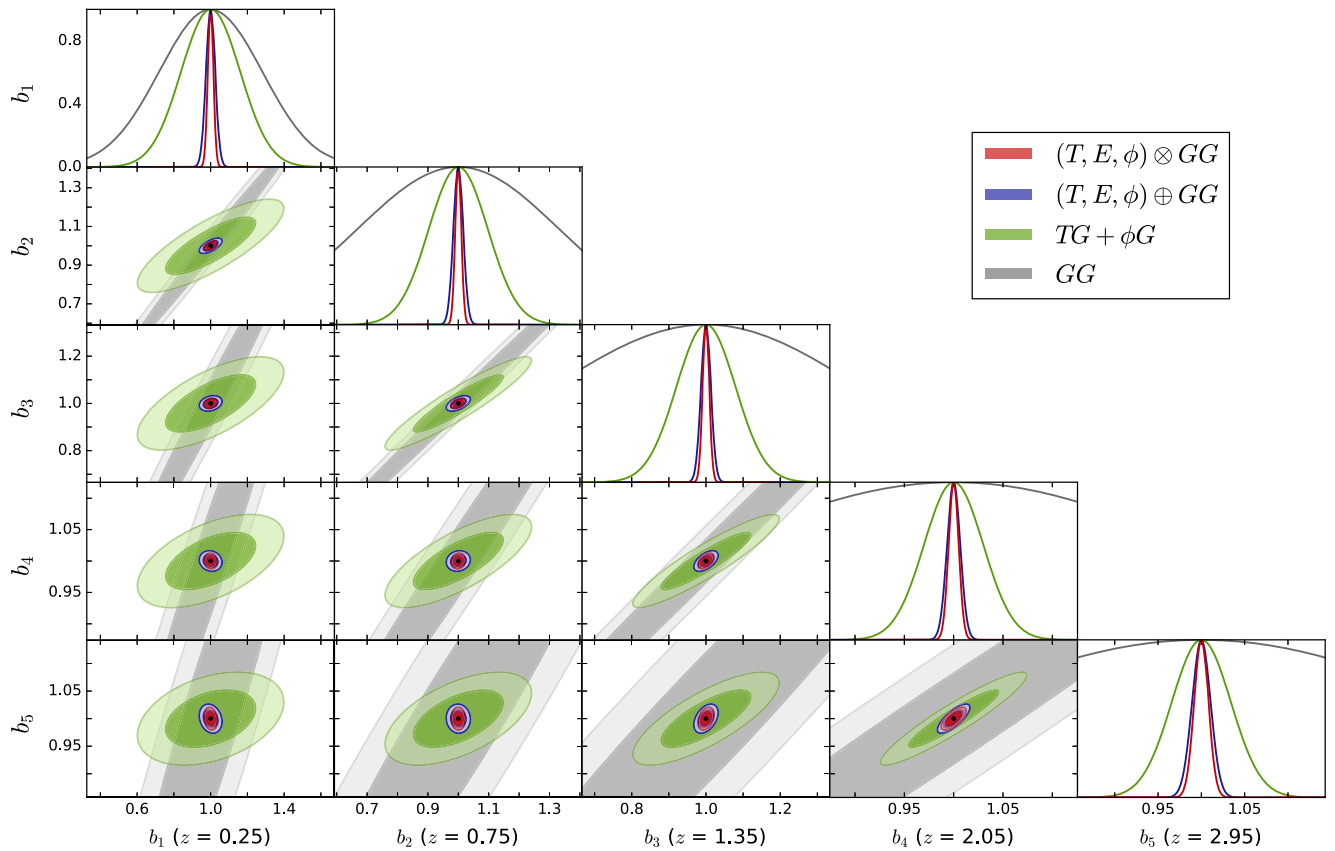 b₁
0.8
0.4
0.0
(T, E, ϕ) ⊗ GG
(T, E, ϕ) ⊕ GG
TG + ϕG
GG
b₂
1.3
1.1
0.9
0.7
b₃
1.2
1.0
0.8
b₄
1.05
0.95
b₅
1.05
0.95
0.6 1.0 1.4 0.7 0.9 1.1 1.3 0.8 1.0 1.2 0.95 1.05 0.95 1.05
b₁ (z = 0.25) b₂ (z = 0.75) b₃ (z = 1.35) b₄ (z = 2.05) b₅ (z = 2.95)